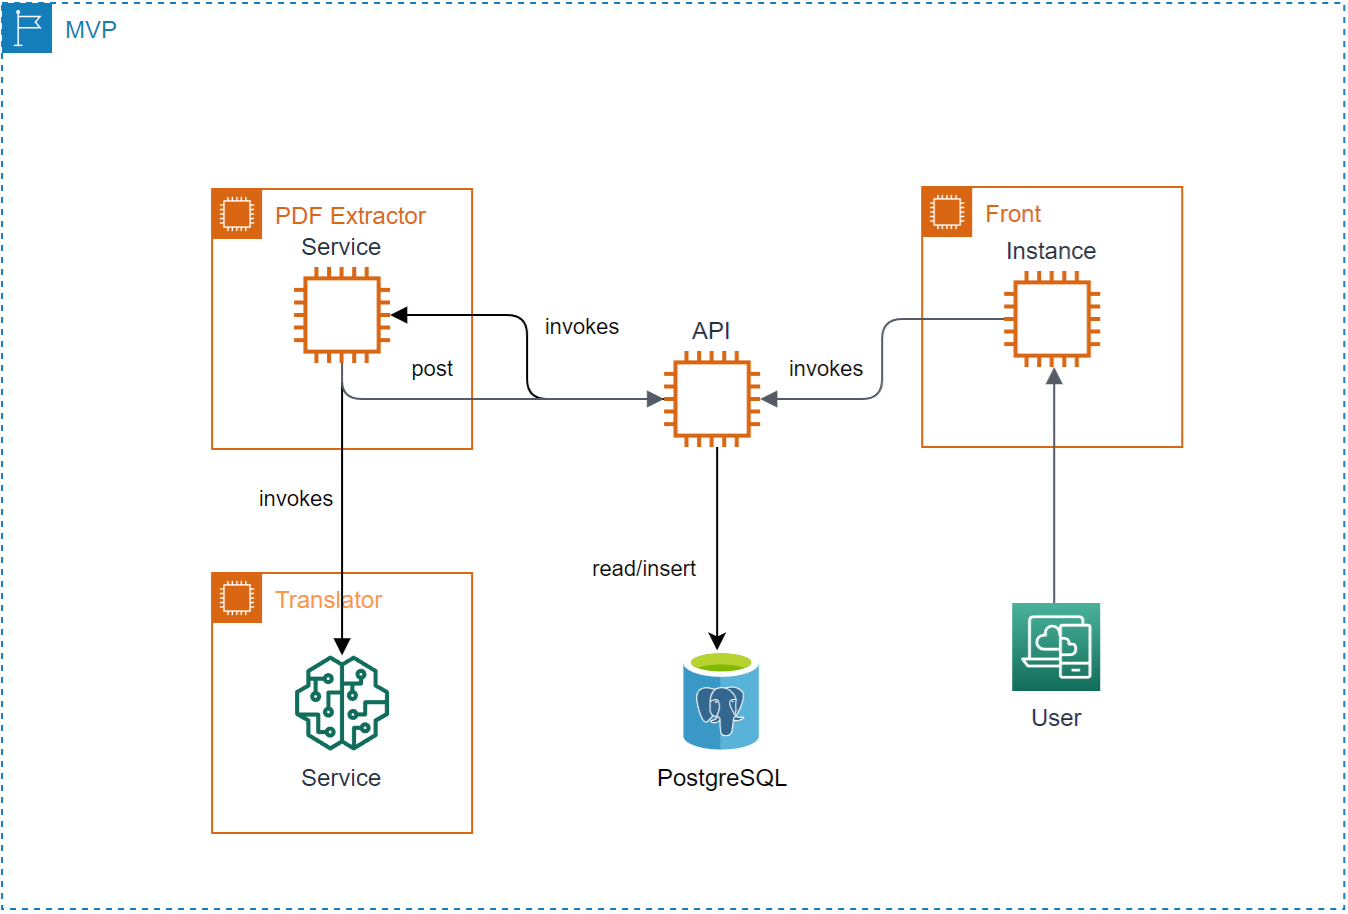 MVP
PDF Extractor
Service
invokes
post
API
invokes
Front
Instance
invokes
read/insert
Translator
Service
PostgreSQL
User